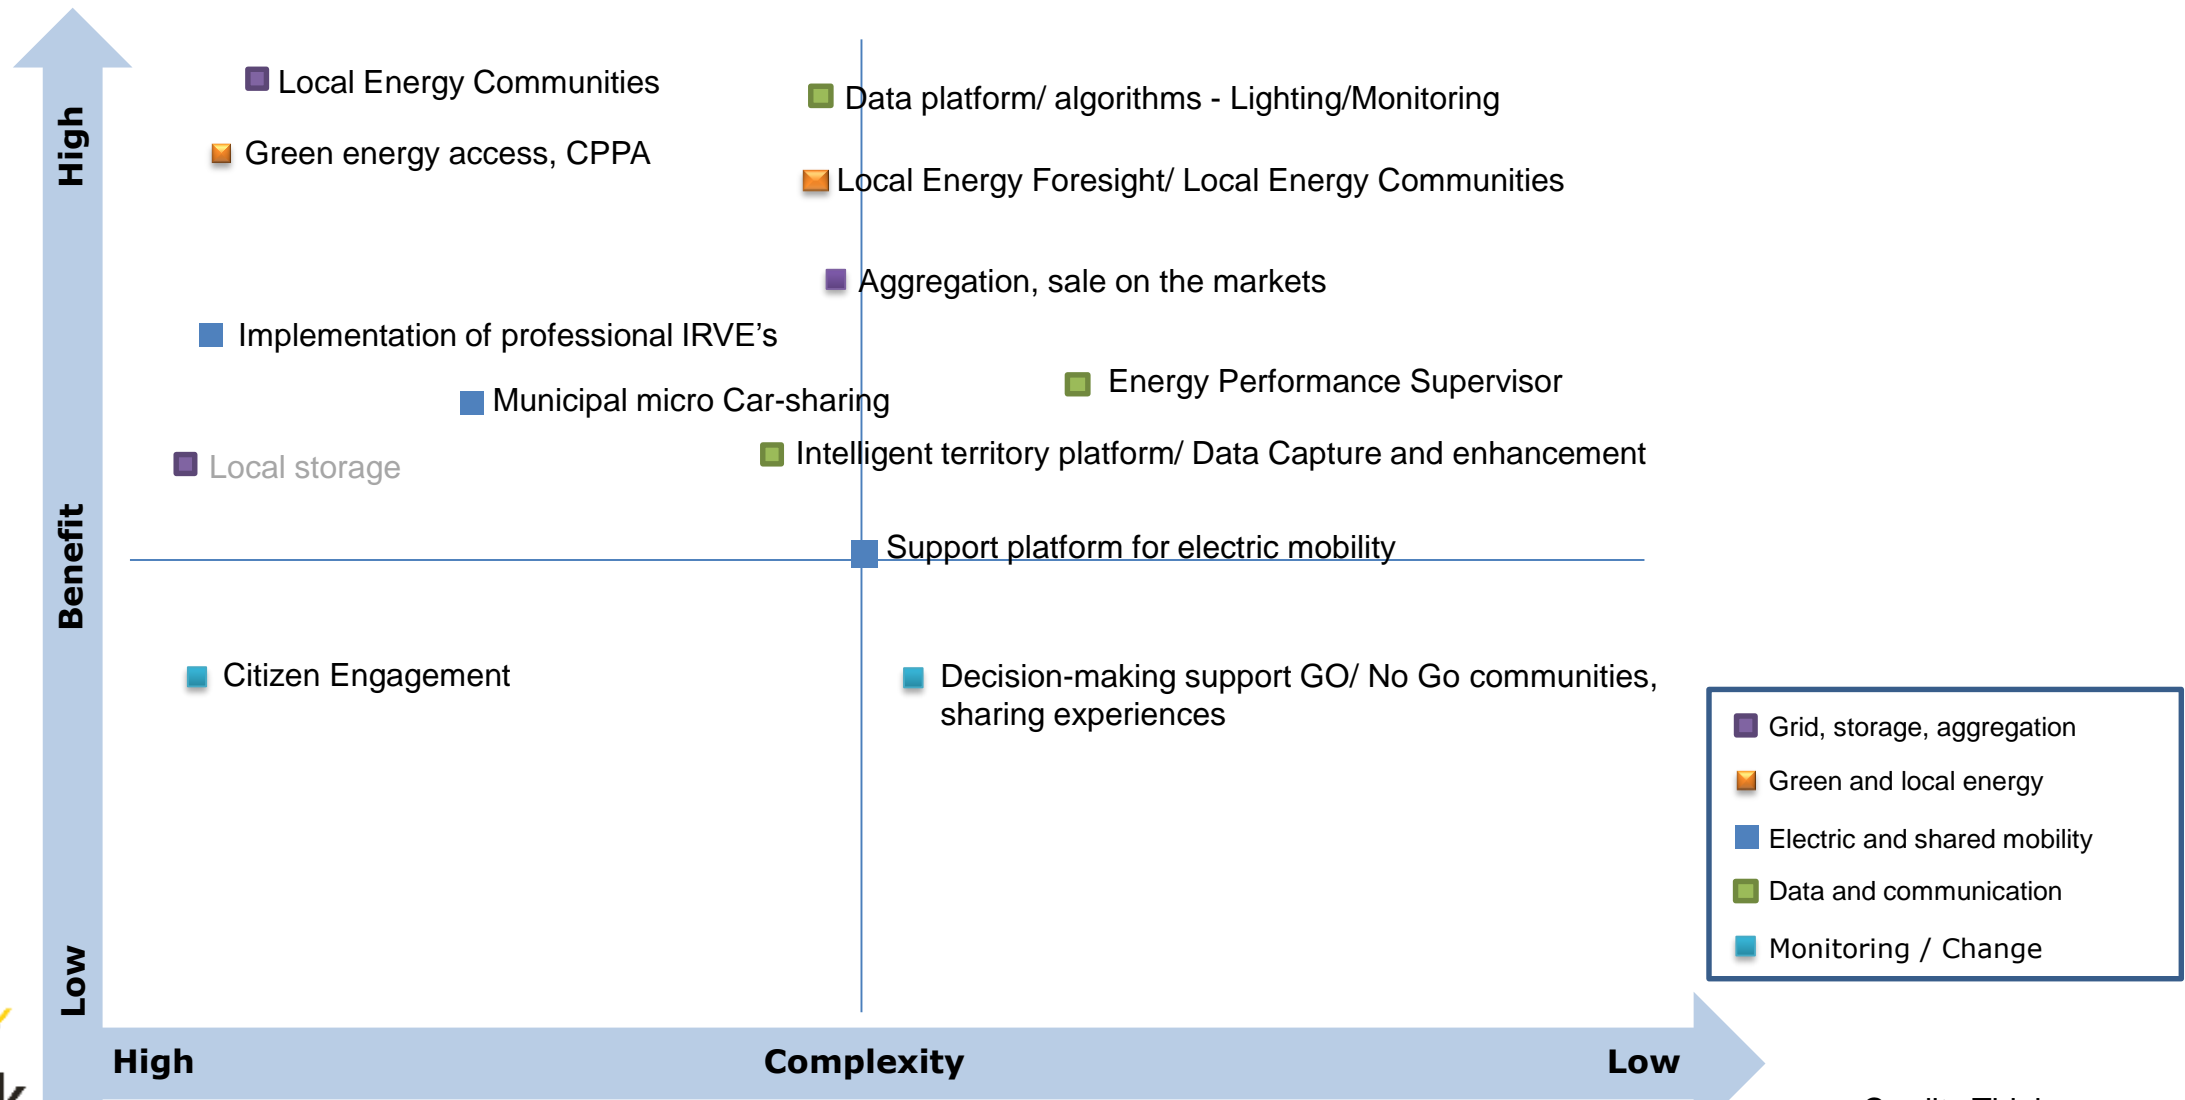 High
Benefit
Low
Local Energy Communities
Data platform/ algorithms - Lighting/Monitoring
Green energy access, CPPA
Local Energy Foresight/ Local Energy Communities
Aggregation, sale on the markets
Implementation of professional IRVE’s
Energy Performance Supervisor
Municipal micro Car-sharing
Intelligent territory platform/ Data Capture and enhancement
Local storage
Support platform for electric mobility
Citizen Engagement
Decision-making support GO/ No Go communities,
sharing experiences
Grid, storage, aggregation
Green and local energy
Electric and shared mobility
Data and communication
Monitoring / Change
High
Complexity
Low